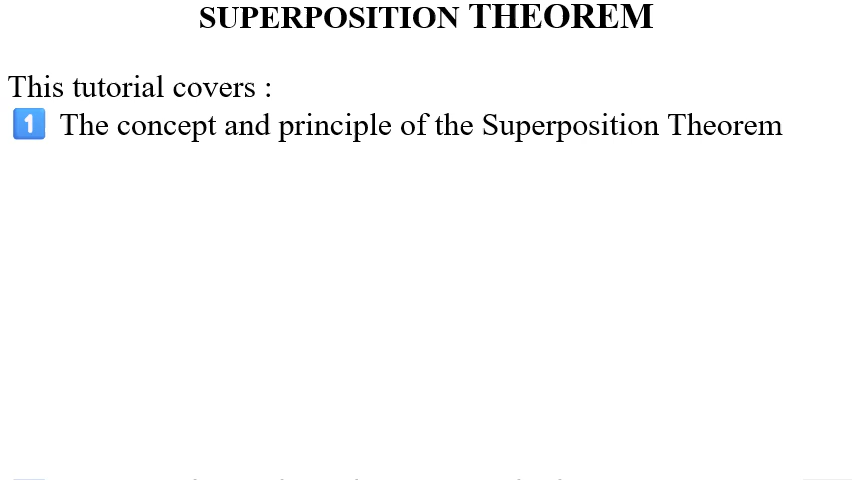 SUPERPOSITION THEOREM
This tutorial covers :
1️⃣ The concept and principle of the Superposition Theorem